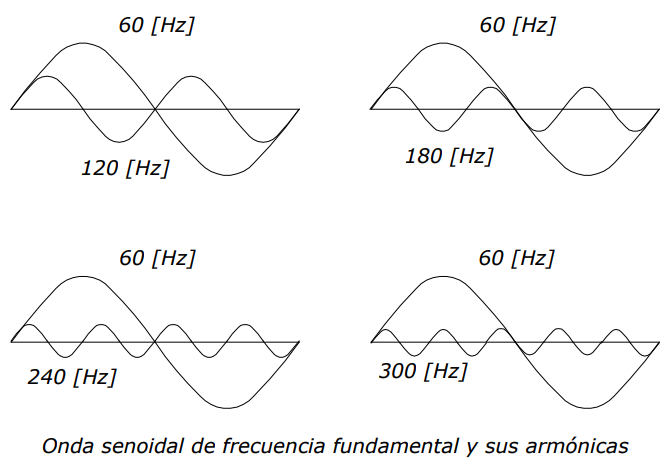 60 [Hz]
60 [Hz]
120 [Hz]
180 [Hz]
60 [Hz]
60 [Hz]
240 [Hz]
300 [Hz]
Onda senoidal de frecuencia fundamental y sus armónicas